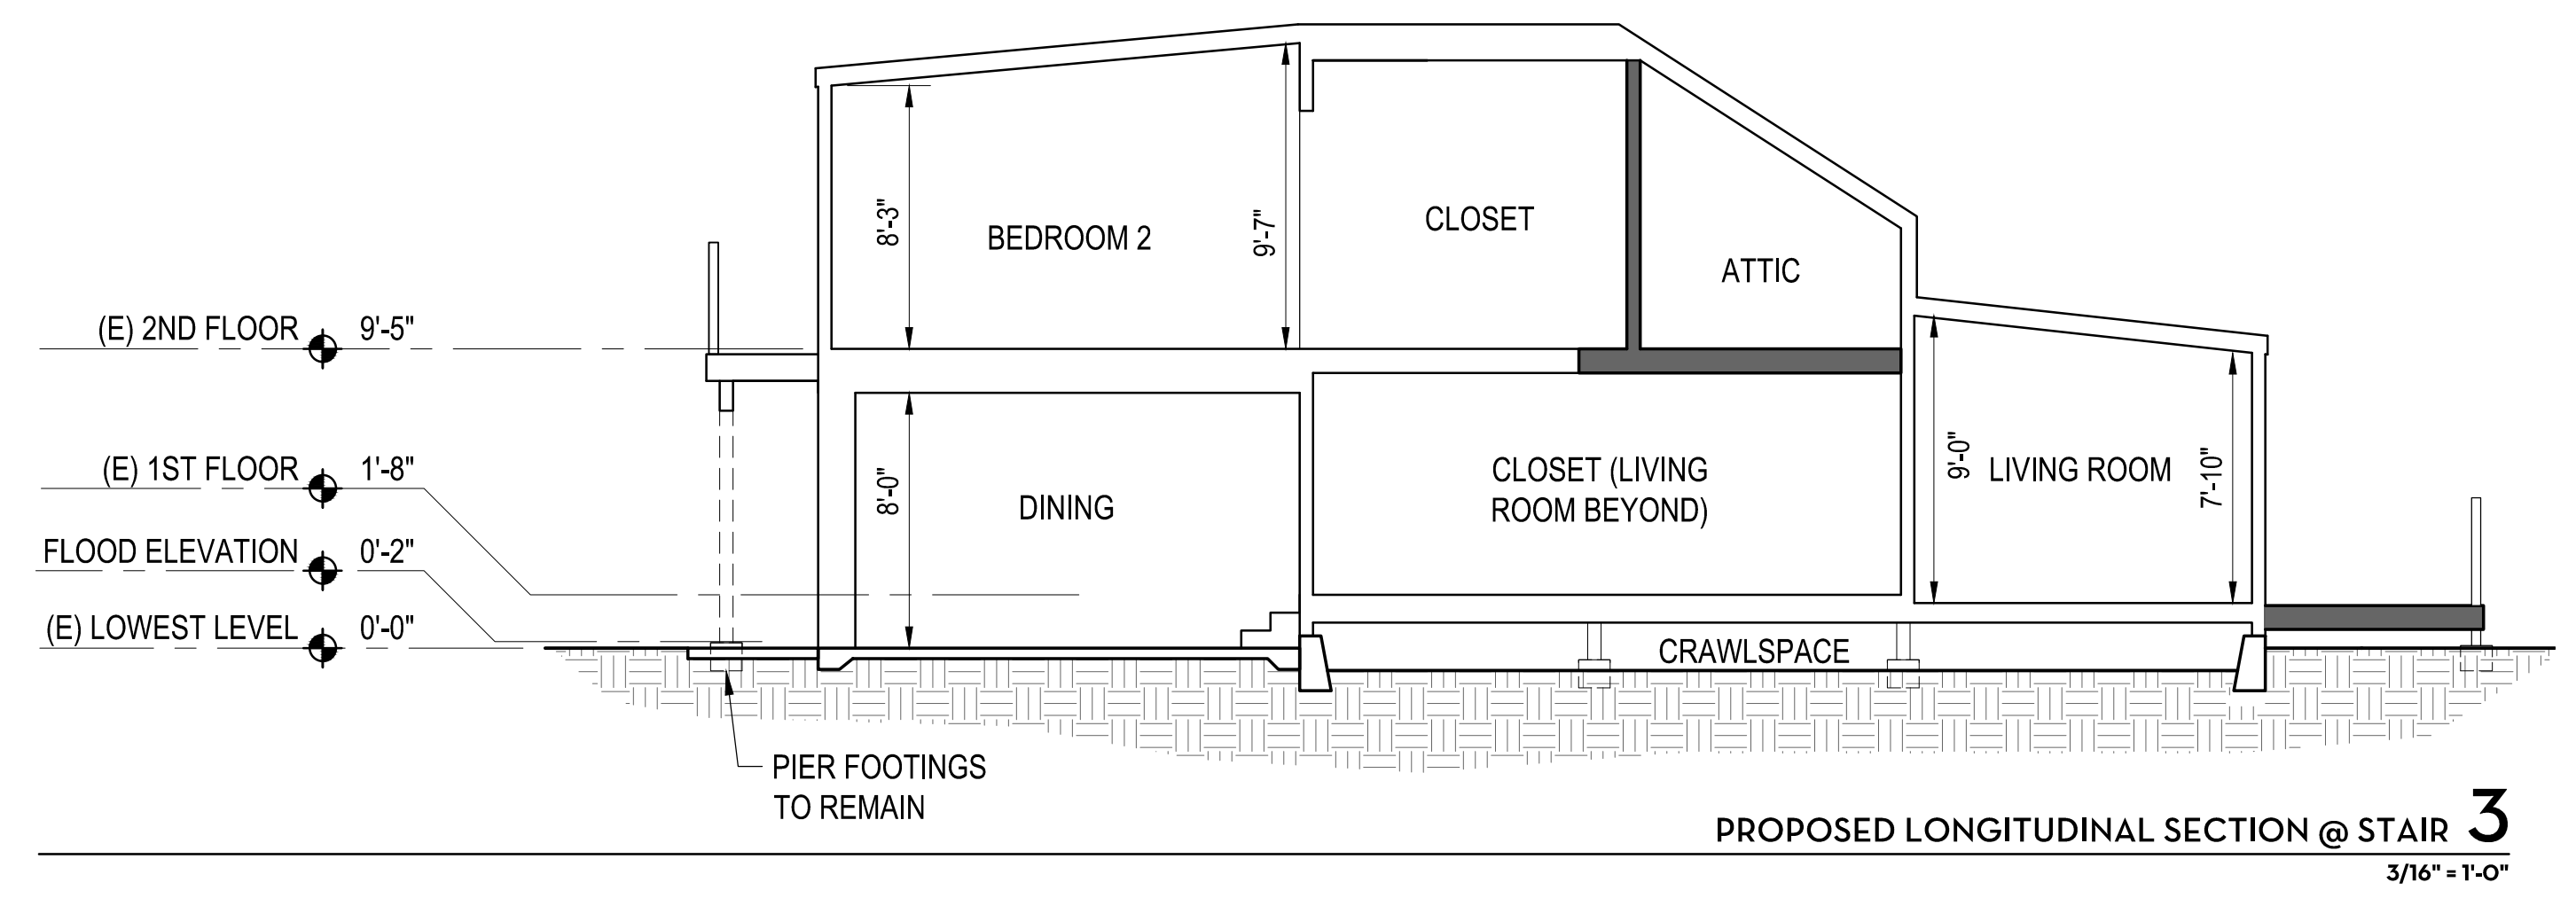 CLOSET
8'-3"
BEDROOM 2
9'-7"
ATTIC
(E) 2ND FLOOR 9'-5"
(E) 1ST FLOOR 1'-8"
8'-0"
DINING
CLOSET (LIVING
ROOM BEYOND)
9'-0"
LIVING ROOM
7'-10"
FLOOD ELEVATION 0'-2"
(E) LOWEST LEVEL 0'-0"
CRAWLSPACE
PIER FOOTINGS
TO REMAIN
PROPOSED LONGITUDINAL SECTION @ STAIR 3
3/16" = 1'-0"